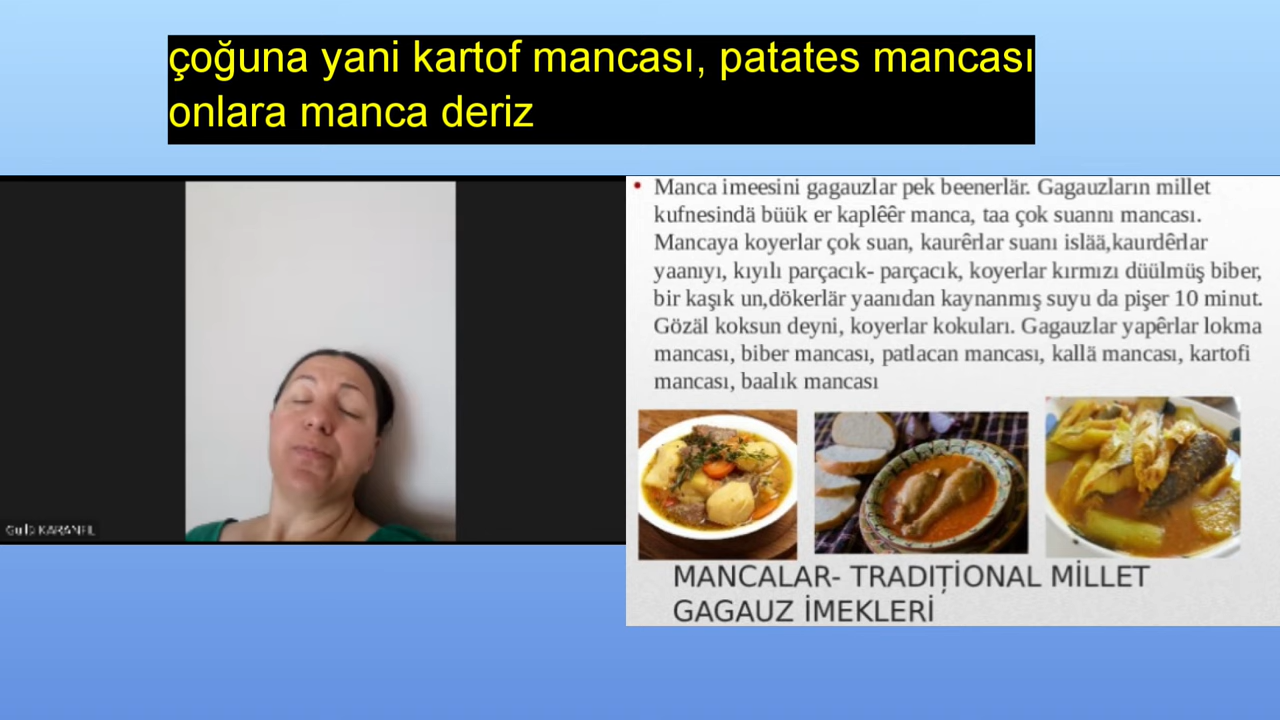 çoğuna yani kartof mancası, patates mancası
onlara manca deriz
• Manca imeesini gagauzlar pek beenerlär. Gagauzların millet
kufnesindä büük er kaplêêr manca, taa çok suannı mancası.
Mancaya koyerlar çok suan, kaurêrlar suanı islää,kaurdêrlar
yaanıyı, kıyılı parçacık- parçacık, koyerlar kırmızı düülmüş biber,
bir kaşık un,dökerlär yaanıdan kaynanmış suyu da pişer 10 minut.
Gözäl koksun deyni, koyerlar kokuları. Gagauzlar yapêrlar lokma
mancası, biber mancası, patlacan mancası, kallä mancası, kartofi
mancası, baalık mancası
KARANFIL
MANCALAR- TRADIȚİONAL MİLLET
GAGAUZ İMEKLERİ